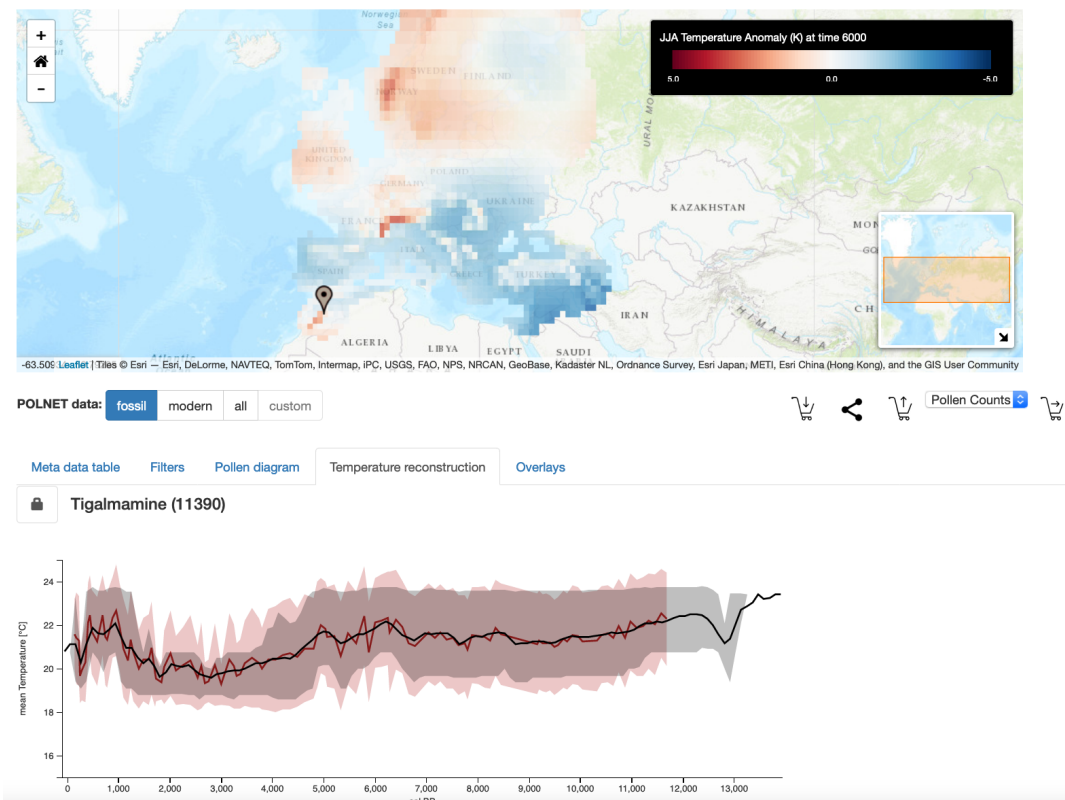 Norwegian
Sea
+
−
JJA Temperature Anomaly (K) at time 6000
5.0 0.0 -5.0
SWEDEN
FINLAND
NORWAY
URAL MO
UNITED
KINGDOM
POLAND
GERMANY
UKRAINE
KAZAKHSTAN
FRANC
MON
GO
ITALY
SPAIN
GREECE
TURKEY
IRAN
CH
HIMALAYA
ALGERIA
LIBYA
EGYPT
SAUDI
Atlantic
-63.509 Leaflet | Tiles © Esri — Esri, DeLorme, NAVTEQ, TomTom, Intermap, iPC, USGS, FAO, NPS, NRCAN, GeoBase, Kadaster NL, Ordnance Survey, Esri Japan, METI, Esri China (Hong Kong), and the GIS User Community
POLNET data: fossil modern all custom
Pollen Counts
Meta data table Filters Pollen diagram Temperature reconstruction Overlays
Tigalmamine (11390)
mean Temperature [°C]
24
22
20
18
16
0 1,000 2,000 3,000 4,000 5,000 6,000 7,000 8,000 9,000 10,000 11,000 12,000 13,000